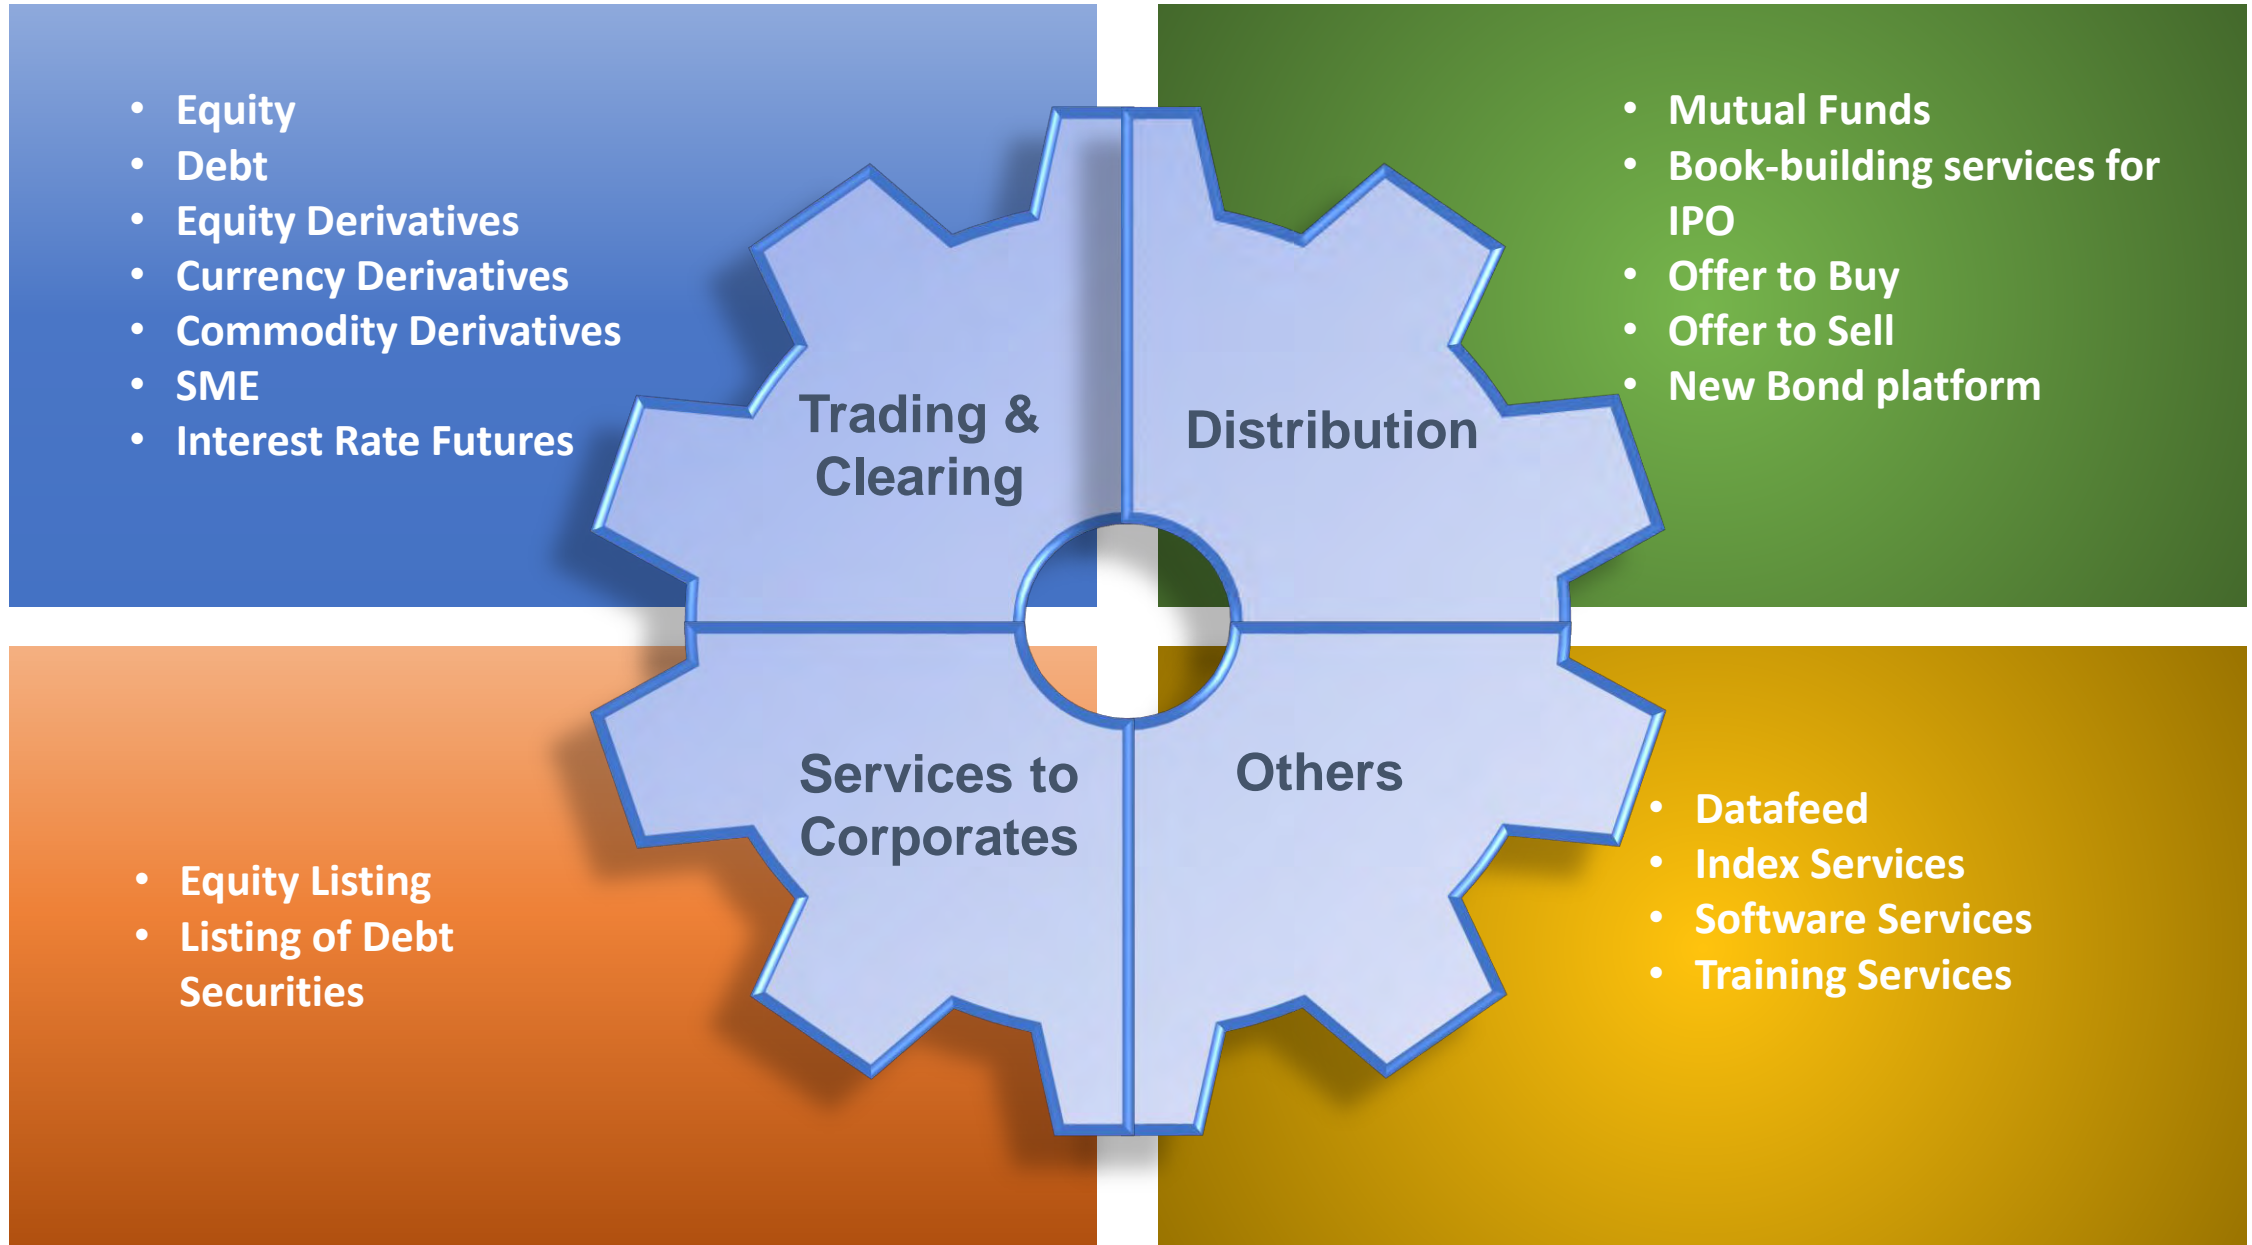 • Equity
• Debt
• Equity Derivatives
• Currency Derivatives
• Commodity Derivatives
• SME
• Interest Rate Futures
Trading &
Clearing
• Mutual Funds
• Book-building services for
IPO
• Offer to Buy
• Offer to Sell
• New Bond platform
Distribution
Services to
Corporates
• Equity Listing
• Listing of Debt
Securities
Others
• Datafeed
• Index Services
• Software Services
• Training Services